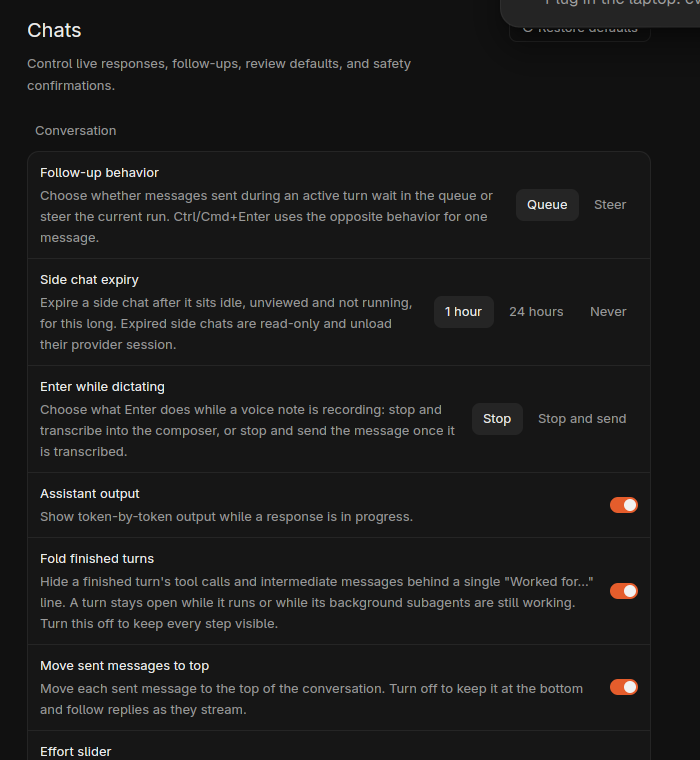 Plug in the laptop: ev
Chats
Restore defaults
Control live responses, follow-ups, review defaults, and safety
confirmations.
Conversation
Follow-up behavior
Choose whether messages sent during an active turn wait in the queue or
steer the current run. Ctrl/Cmd+Enter uses the opposite behavior for one
message.
Queue
Steer
Side chat expiry
Expire a side chat after it sits idle, unviewed and not running,
for this long. Expired side chats are read-only and unload
their provider session.
1 hour
24 hours
Never
Enter while dictating
Choose what Enter does while a voice note is recording: stop and
transcribe into the composer, or stop and send the message once it
is transcribed.
Stop
Stop and send
Assistant output
Show token-by-token output while a response is in progress.
Fold finished turns
Hide a finished turn's tool calls and intermediate messages behind a single "Worked for..."
line. A turn stays open while it runs or while its background subagents are still working.
Turn this off to keep every step visible.
Move sent messages to top
Move each sent message to the top of the conversation. Turn off to keep it at the bottom
and follow replies as they stream.
Effort slider